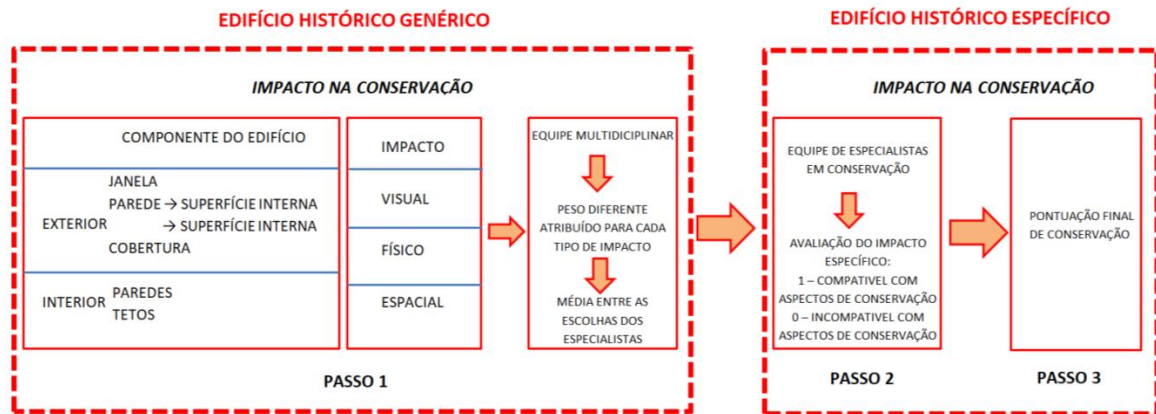 EDIFÍCIO HISTÓRICO GENÉRICO
IMPACTO NA CONSERVAÇÃO
COMPONENTE DO EDIFÍCIO
EXTERIOR
JANELA
PAREDE → SUPERFÍCIE INTERNA
→ SUPERFÍCIE INTERNA
COBERTURA
INTERIOR
PAREDES
TETOS
IMPACTO
VISUAL
FÍSICO
ESPACIAL
EQUIPE MULTIDICIPLINAR
PESO DIFERENTE
ATRIBUÍDO PARA CADA
TIPO DE IMPACTO
MÉDIA ENTRE AS
ESCOLHAS DOS
ESPECIALISTAS
PASSO 1
EDIFÍCIO HISTÓRICO ESPECÍFICO
IMPACTO NA CONSERVAÇÃO
EQUIPE DE ESPECIALISTAS
EM CONSERVAÇÃO
AVALIAÇÃO DO IMPACTO
ESPECÍFICO:
1 – COMPATIVEL COM
ASPECTOS DE CONSERVAÇÃO
0 – INCOMPATIVEL COM
ASPECTOS DE CONSERVAÇÃO
PASSO 2
PONTUAÇÃO FINAL
DE CONSERVAÇÃO
PASSO 3